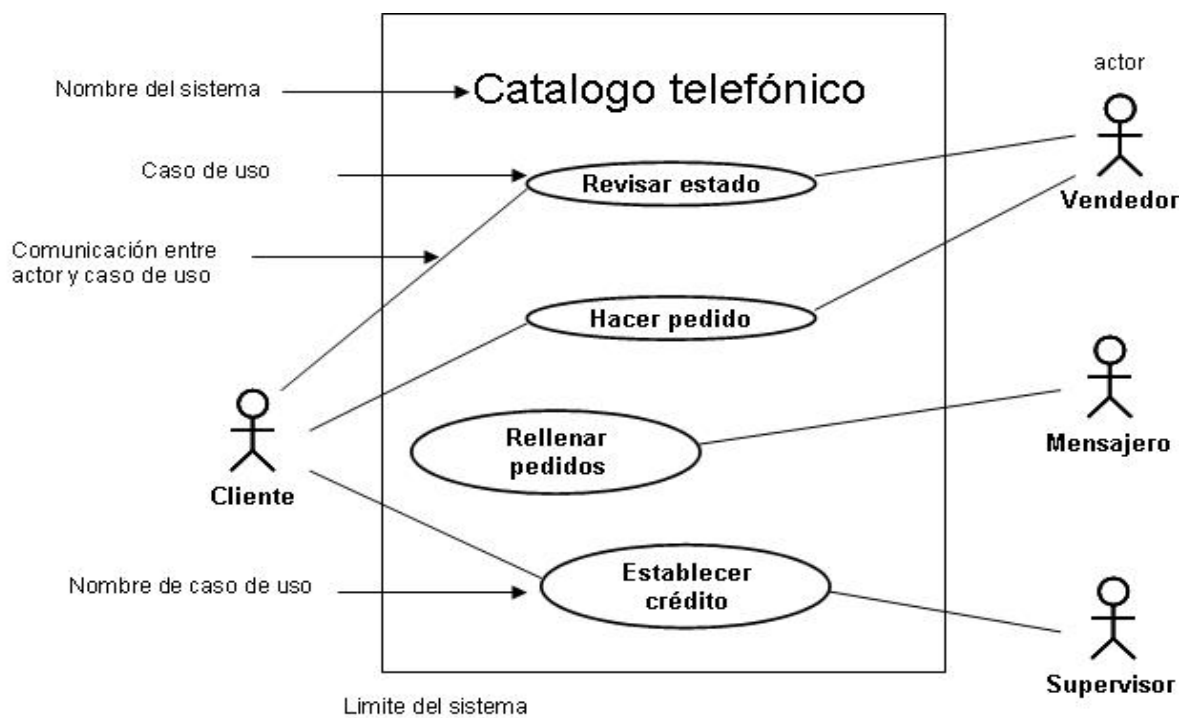 actor
Nombre del sistema
Catalogo telefónico
Caso de uso
Revisar estado
Vendedor
Comunicación entre
actor y caso de uso
Hacer pedido
Rellenar
pedidos
Mensajero
Cliente
Nombre de caso de uso
Establecer
crédito
Supervisor
Limite del sistema